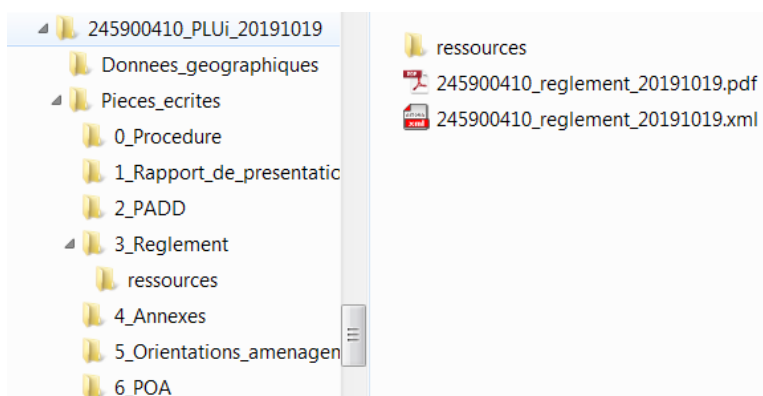 245900410_PLUi_20191019
Donnees_geographiques
Pieces_ecrites
0_Procedure
1_Rapport_de_presentatic
2_PADD
3_Reglement
ressources
4_Annexes
5_Orientations_amenagen
6_POA
ressources
245900410_reglement_20191019.pdf
245900410_reglement_20191019.xml